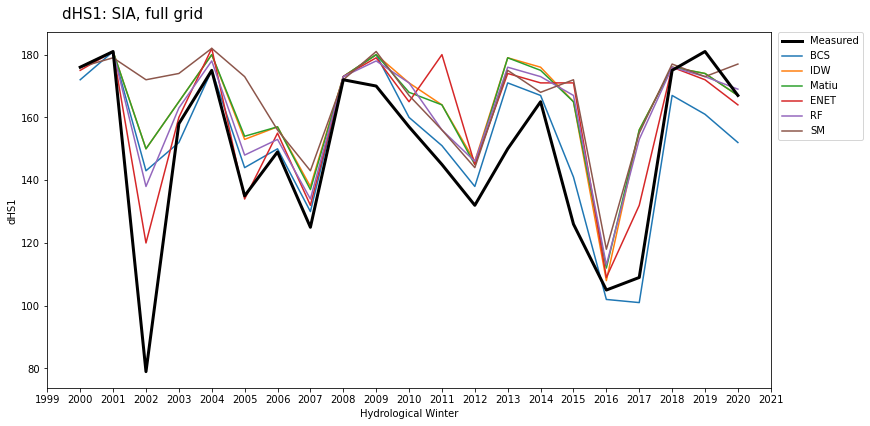 dHS1: SIA, full grid
180
160
140
120
100
80
dHS1
1999 2000 2001 2002 2003 2004 2005 2006 2007 2008 2009 2010 2011 2012 2013 2014 2015 2016 2017 2018 2019 2020 2021
Hydrological Winter
Measured
BCS
IDW
Matiu
ENET
RF
SM